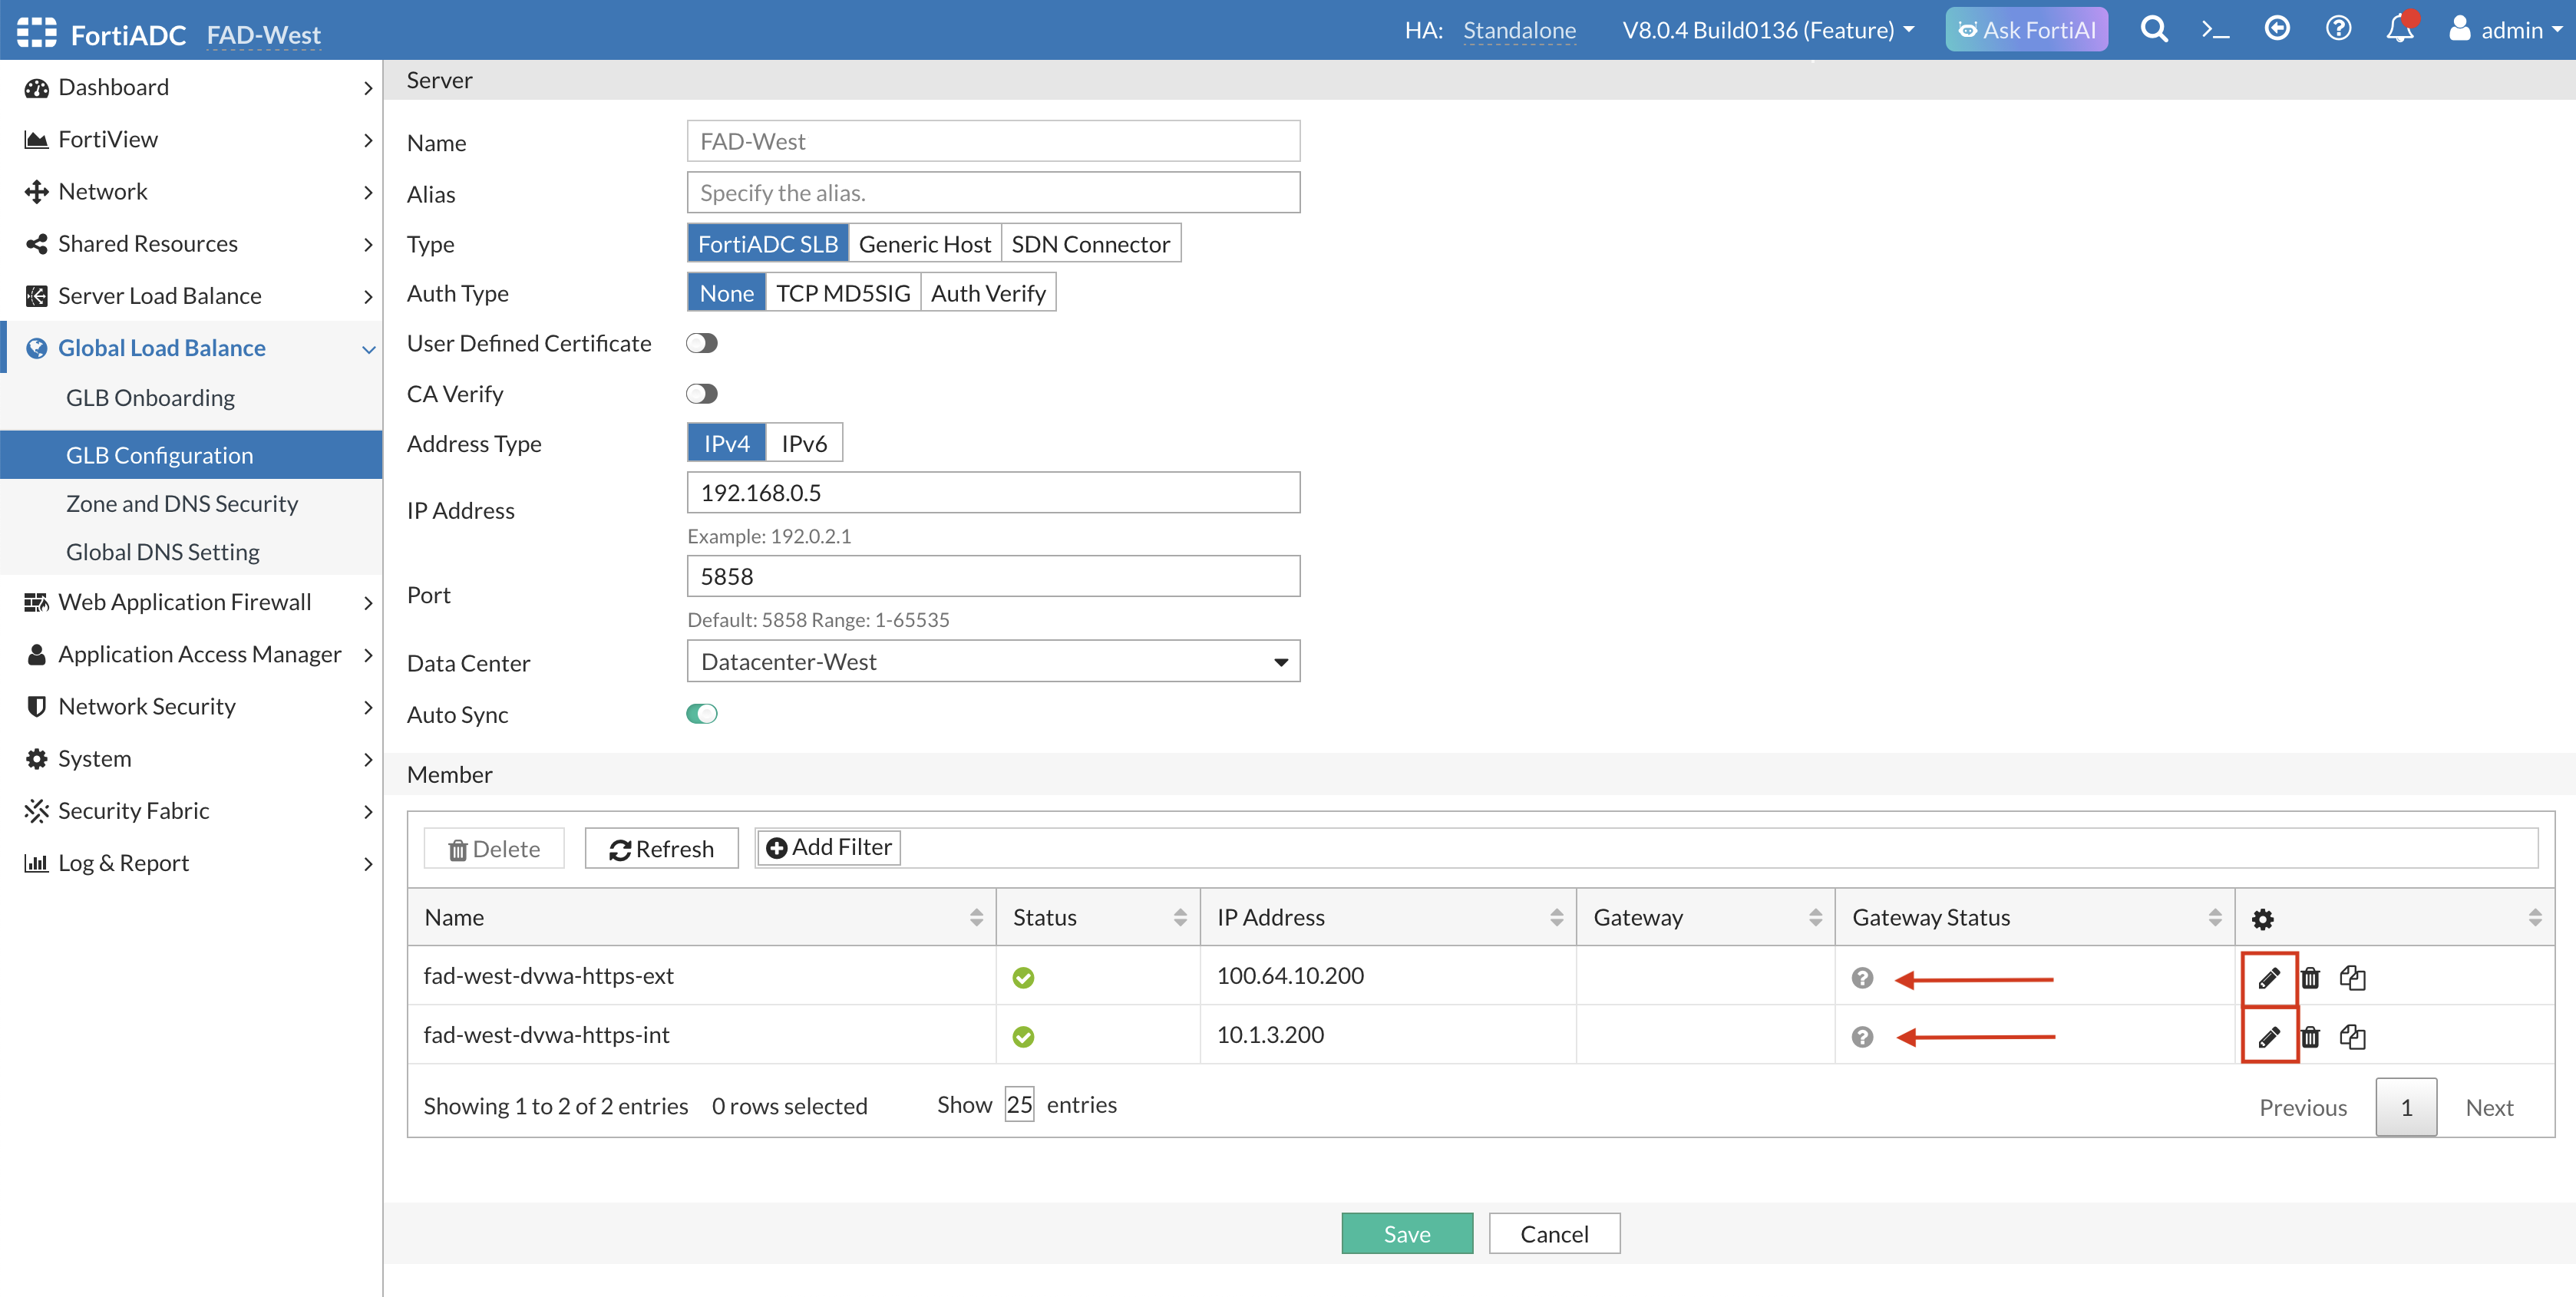 FortiADC FAD-West HA: Standalone V8.0.4 Build0136 (Feature) Ask FortiAI admin
Dashboard
FortiView
Network
Shared Resources
Server Load Balance
Global Load Balance
GLB Onboarding
GLB Configuration
Zone and DNS Security
Global DNS Setting
Web Application Firewall
Application Access Manager
Network Security
System
Security Fabric
Log & Report
Server
Name FAD-West
Alias Specify the alias.
Type FortiADC SLB Generic Host SDN Connector
Auth Type None TCP MD5SIG Auth Verify
User Defined Certificate
CA Verify
Address Type IPv4 IPv6
IP Address 192.168.0.5
Example: 192.0.2.1
Port 5858
Default: 5858 Range: 1-65535
Data Center Datacenter-West
Auto Sync
Member
Delete Refresh Add Filter
Name Status IP Address Gateway Gateway Status
fad-west-dvwa-https-ext 100.64.10.200
fad-west-dvwa-https-int 10.1.3.200
Showing 1 to 2 of 2 entries 0 rows selected Show 25 entries Previous 1 Next
Save Cancel